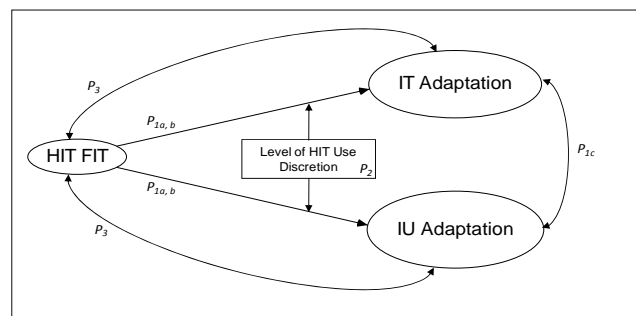 P3
IT Adaptation
P1a, b
Level of HIT Use
Discretion
P2
HIT FIT
P1c
P1a, b
IU Adaptation
P3